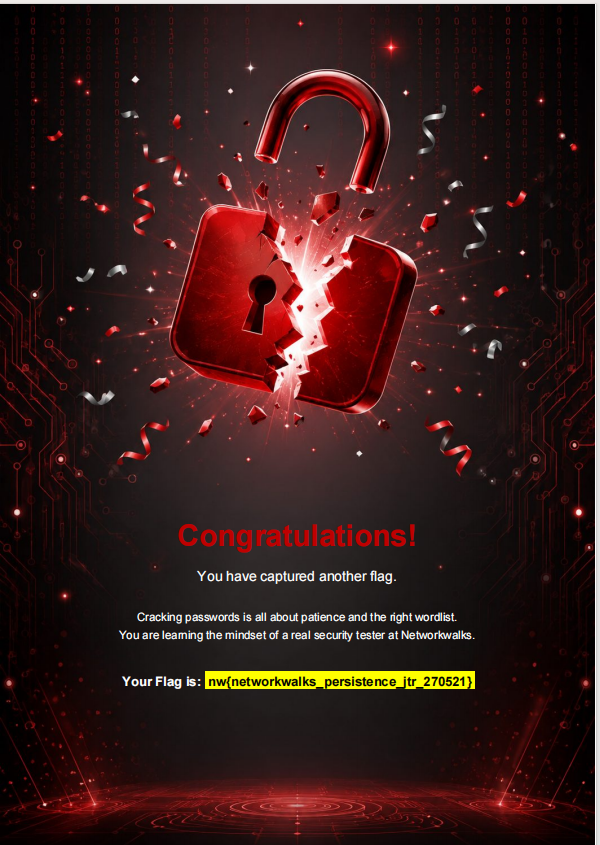 Congratulations!
You have captured another flag.
Cracking passwords is all about patience and the right wordlist.
You are learning the mindset of a real security tester at Networkwalks.
Your Flag is: nw{networkwalks_persistence_jtr_270521}